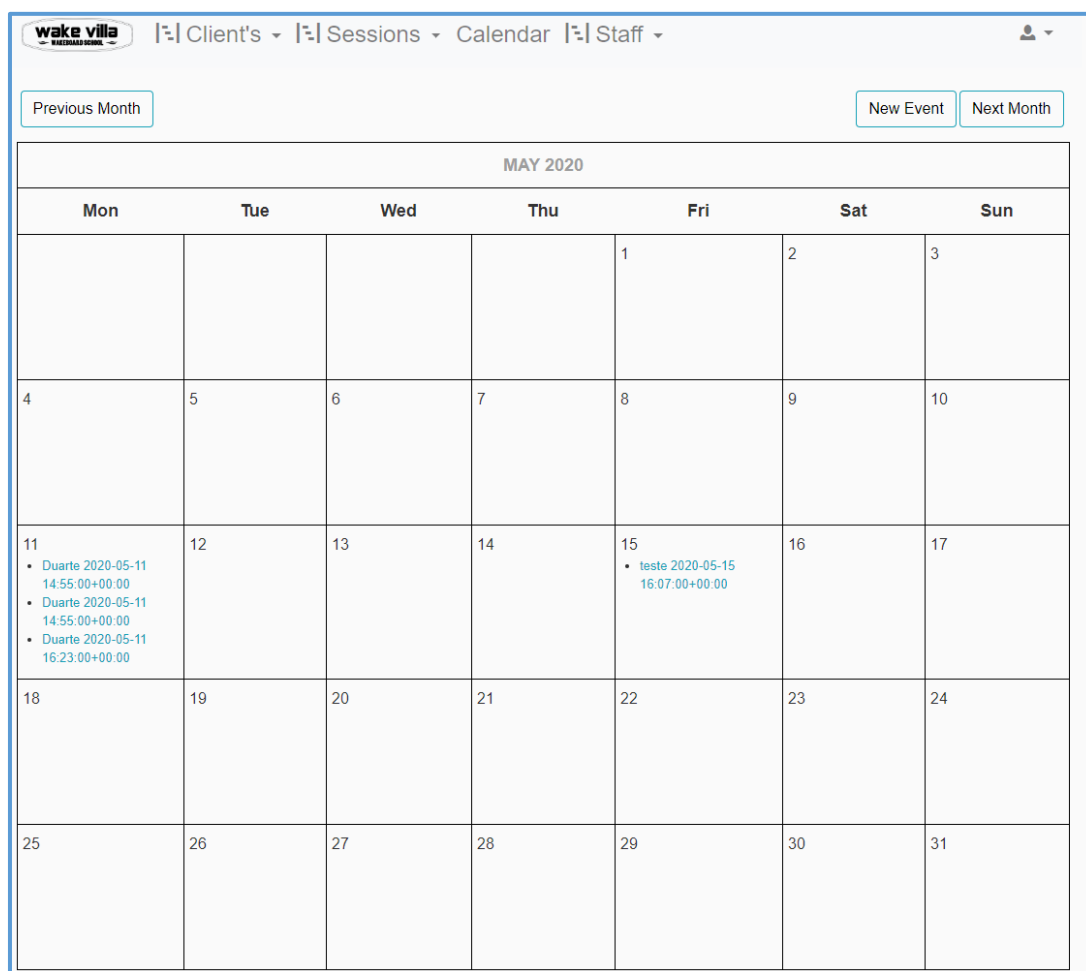 wake villa
WAKEBOARD SCHOOL
Client's Sessions Calendar Staff
Previous Month New Event Next Month
MAY 2020
Mon Tue Wed Thu Fri Sat Sun
1 2 3
4 5 6 7 8 9 10
11 12 13 14 15 16 17
Duarte 2020-05-11
14:55:00+00:00
Duarte 2020-05-11
14:55:00+00:00
Duarte 2020-05-11
16:23:00+00:00
teste 2020-05-15
16:07:00+00:00
18 19 20 21 22 23 24
25 26 27 28 29 30 31